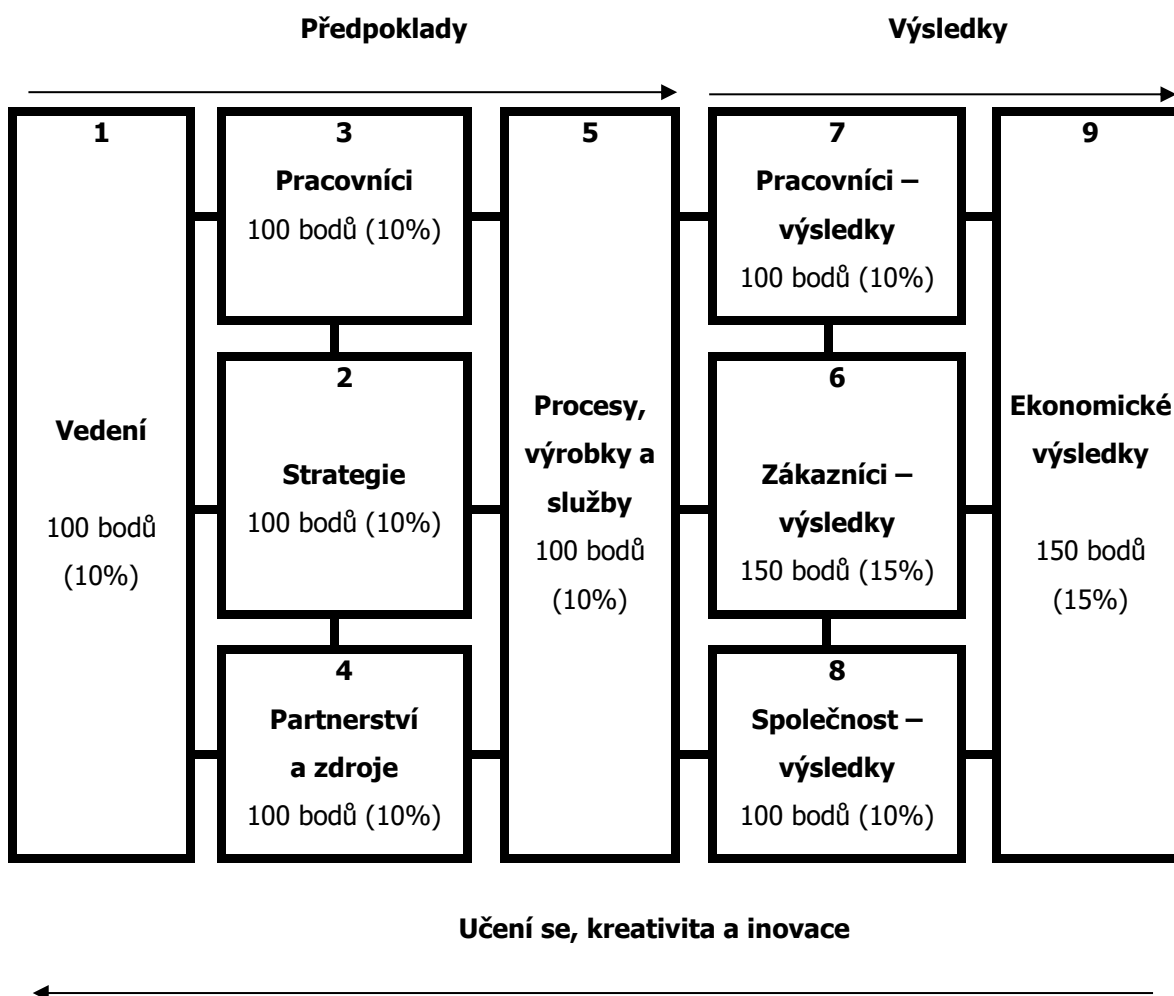 Předpoklady
Výsledky
1
Vedení
100 bodů
(10%)
3
Pracovníci
100 bodů (10%)
2
Strategie
100 bodů (10%)
4
Partnerství
a zdroje
100 bodů (10%)
5
Procesy,
výrobky a
služby
100 bodů
(10%)
7
Pracovníci –
výsledky
100 bodů (10%)
6
Zákazníci –
výsledky
150 bodů (15%)
8
Společnost –
výsledky
100 bodů (10%)
9
Ekonomické
výsledky
150 bodů
(15%)
Učení se, kreativita a inovace